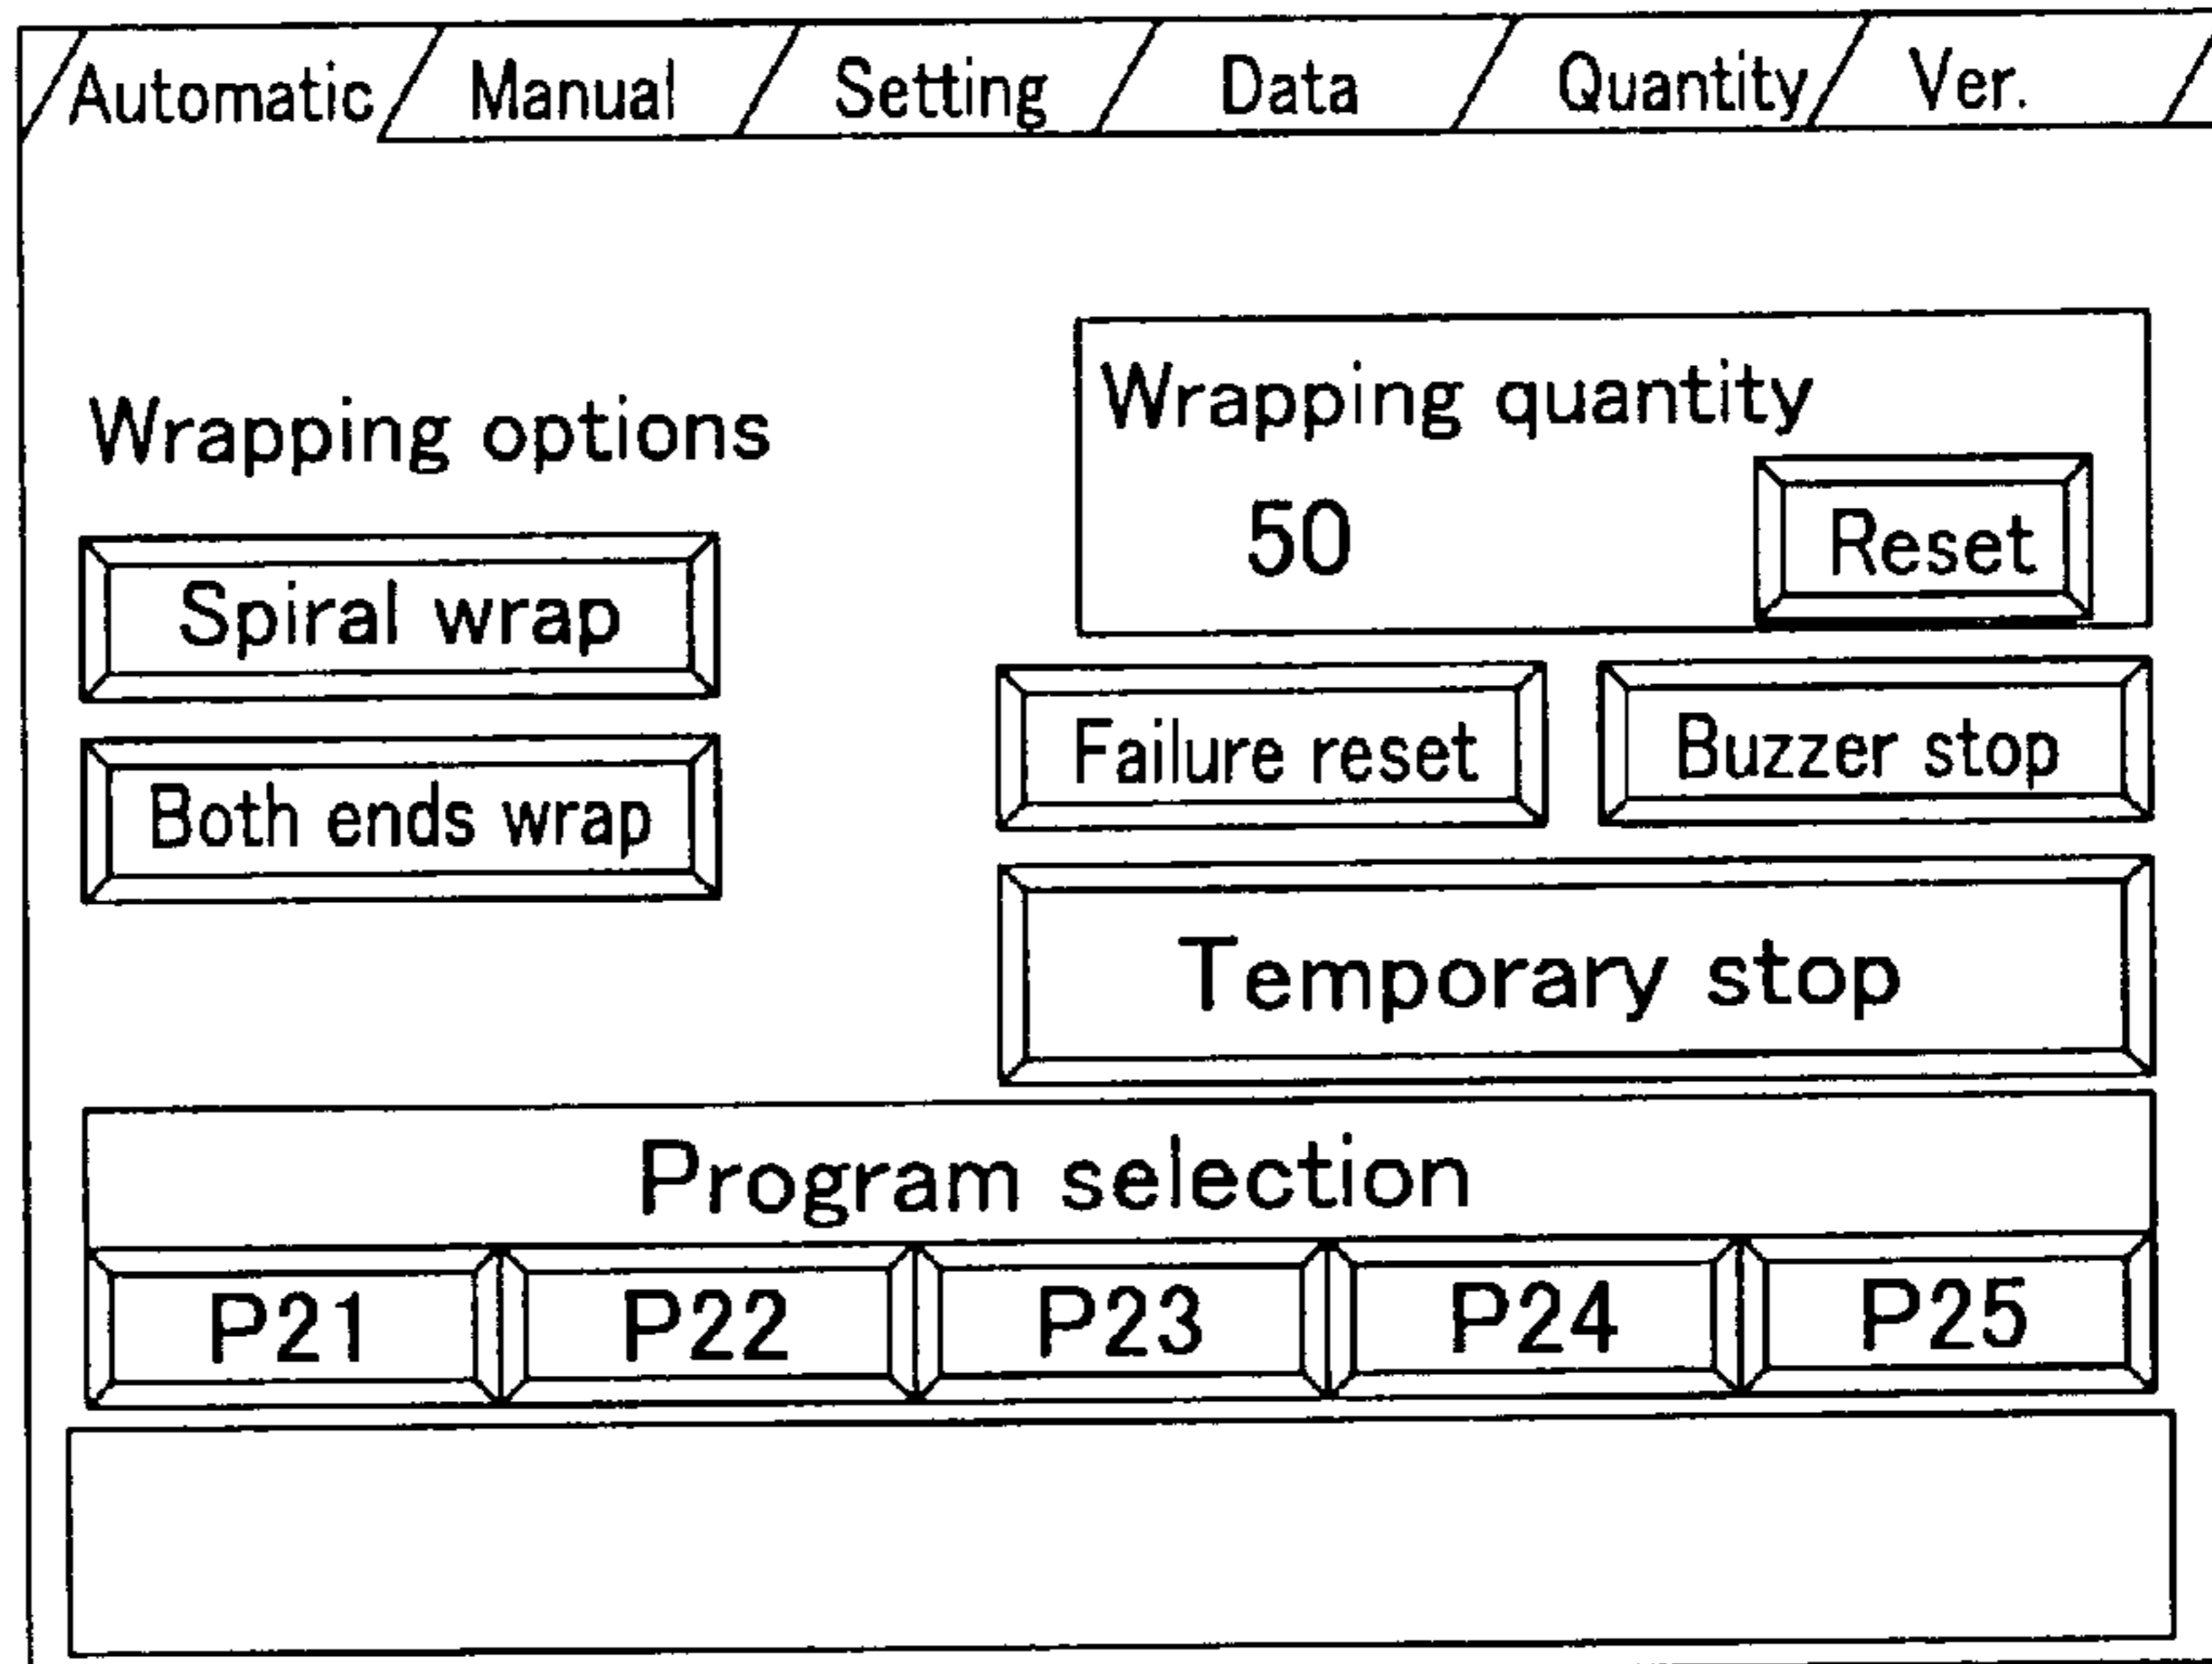 Automatic Manual Setting Data Quantity Ver.
Wrapping options
Spiral wrap
Both ends wrap
Wrapping quantity
50 Reset
Failure reset Buzzer stop
Temporary stop
Program selection
P21 P22 P23 P24 P25